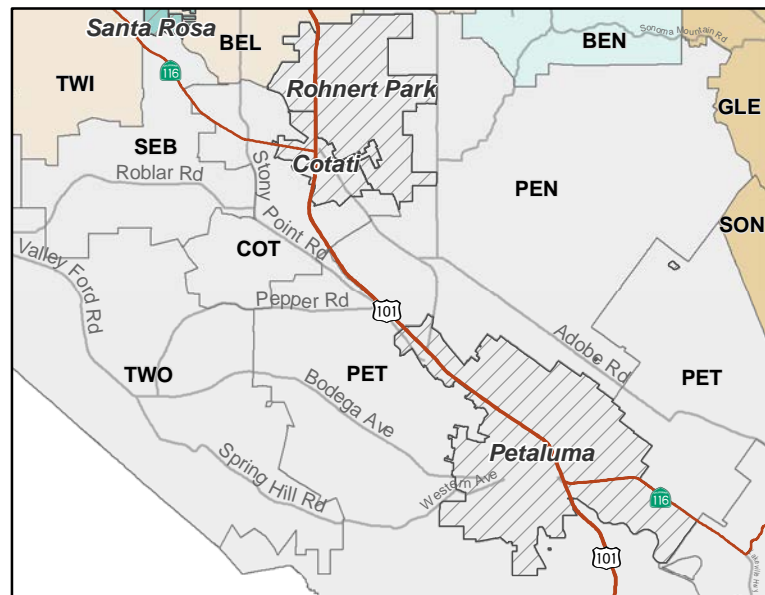 Santa Rosa
BEL
BEN
Sonoma Mountain Rd
116
TWI
Rohnert Park
GLE
SEB
Cotati
Roblar Rd
PEN
Stony Point Rd
SON
COT
Valley Ford Rd
Pepper Rd
101
Adobe Rd
TWO
PET
PET
Bodega Ave
Petaluma
Spring Hill Rd
Western Ave
116
101